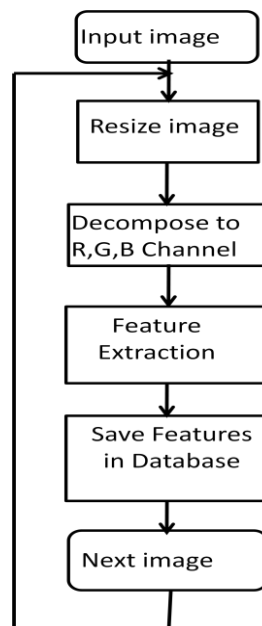 Input image
Resize image
Decompose to
R,G,B Channel
Feature
Extraction
Save Features
in Database
Next image